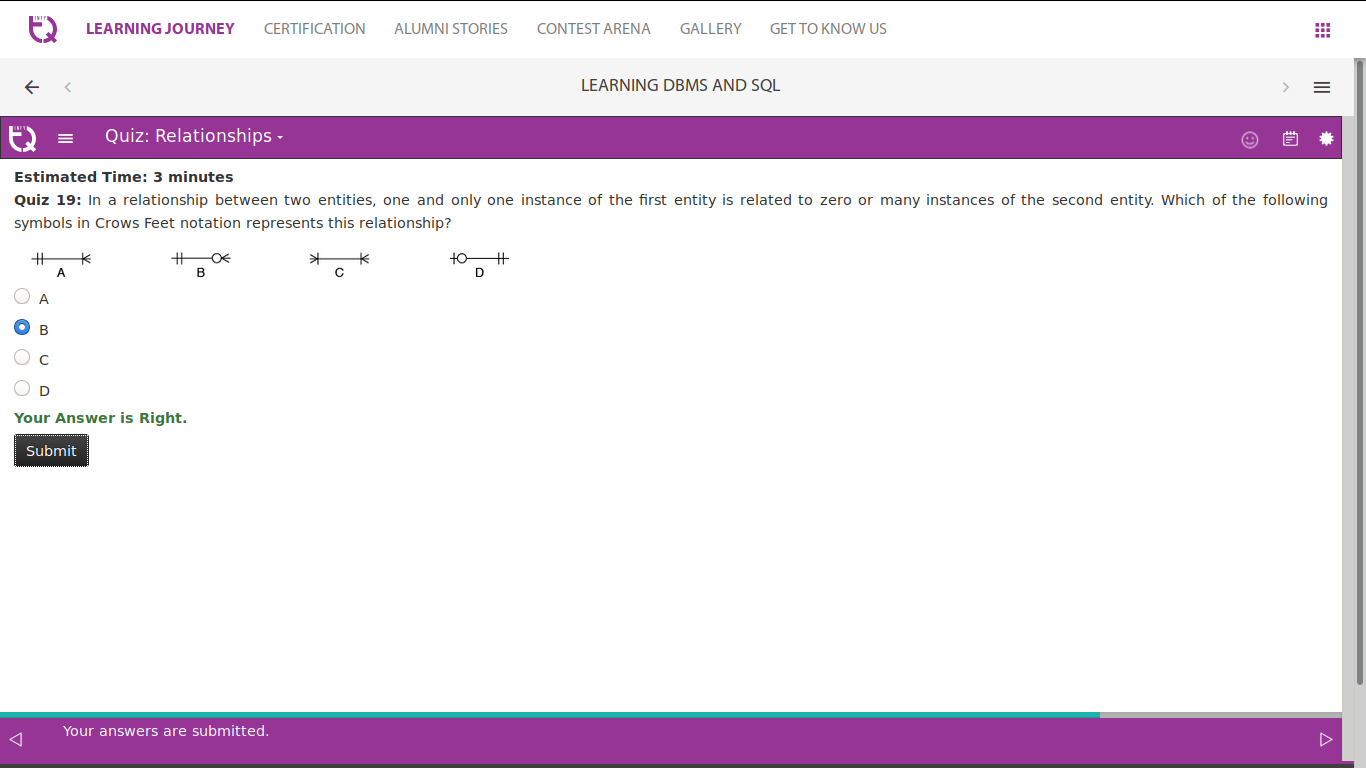 LEARNING JOURNEY CERTIFICATION ALUMNI STORIES CONTEST ARENA GALLERY GET TO KNOW US
LEARNING DBMS AND SQL
Quiz: Relationships
Estimated Time: 3 minutes
Quiz 19: In a relationship between two entities, one and only one instance of the first entity is related to zero or many instances of the second entity. Which of the following
symbols in Crows Feet notation represents this relationship?
A B C D
A
B
C
D
Your Answer is Right.
Submit
Your answers are submitted.